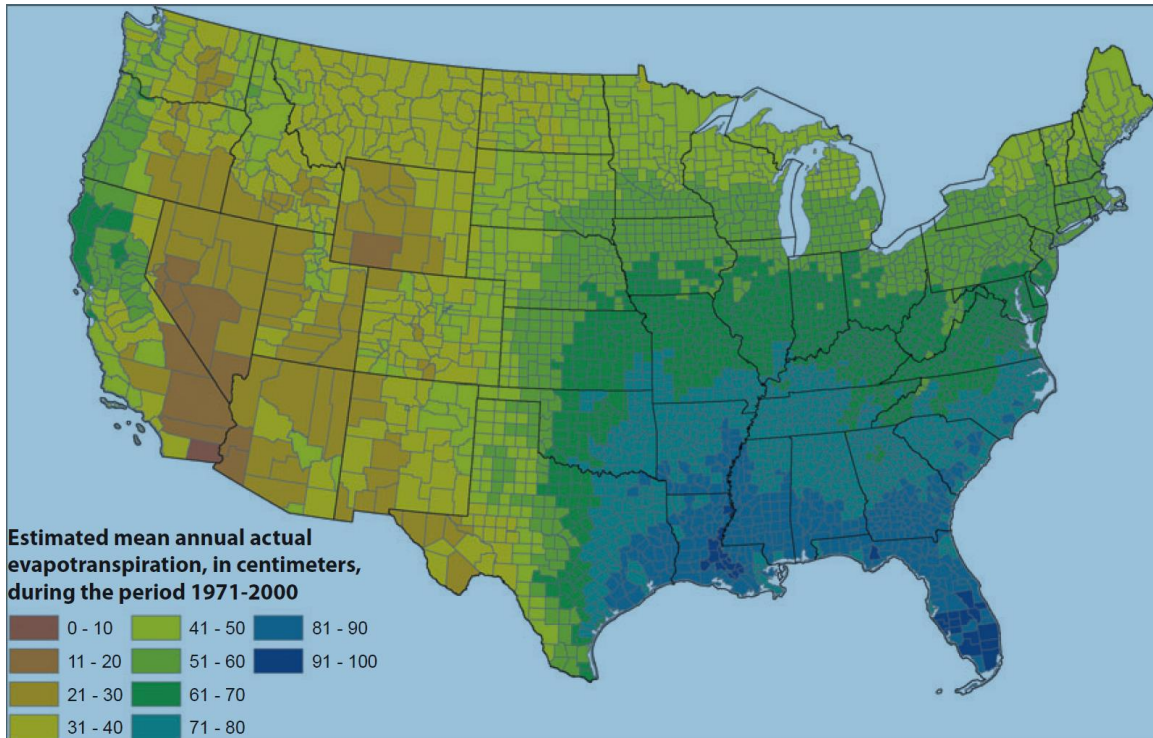 Estimated mean annual actual
evapotranspiration, in centimeters,
during the period 1971-2000
0 - 10
11 - 20
21 - 30
31 - 40
41 - 50
51 - 60
61 - 70
71 - 80
81 - 90
91 - 100